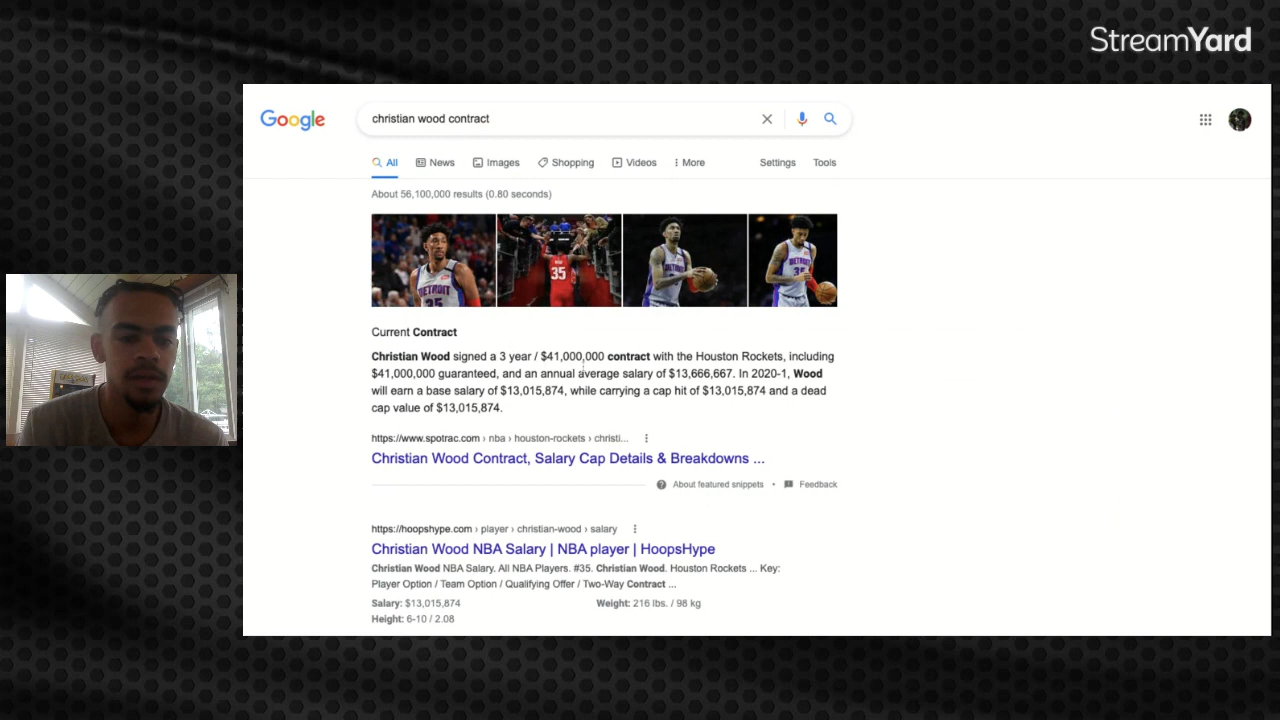 StreamYard
Google
christian wood contract
All News Images Shopping Videos More Settings Tools
About 56,100,000 results (0.80 seconds)
DETROIT 35
35
DETROIT
Current Contract
Christian Wood signed a 3 year / $41,000,000 contract with the Houston Rockets, including
$41,000,000 guaranteed, and an annual average salary of $13,666,667. In 2020-1, Wood
will earn a base salary of $13,015,874, while carrying a cap hit of $13,015,874 and a dead
cap value of $13,015,874.
https://www.spotrac.com › nba › houston-rockets › christi...
Christian Wood Contract, Salary Cap Details & Breakdowns ...
About featured snippets • Feedback
https://hoopshype.com › player › christian-wood › salary
Christian Wood NBA Salary | NBA player | HoopsHype
Christian Wood NBA Salary. All NBA Players. #35. Christian Wood. Houston Rockets ... Key:
Player Option / Team Option / Qualifying Offer / Two-Way Contract ...
Salary: $13,015,874 Weight: 216 lbs. / 98 kg
Height: 6-10 / 2.08